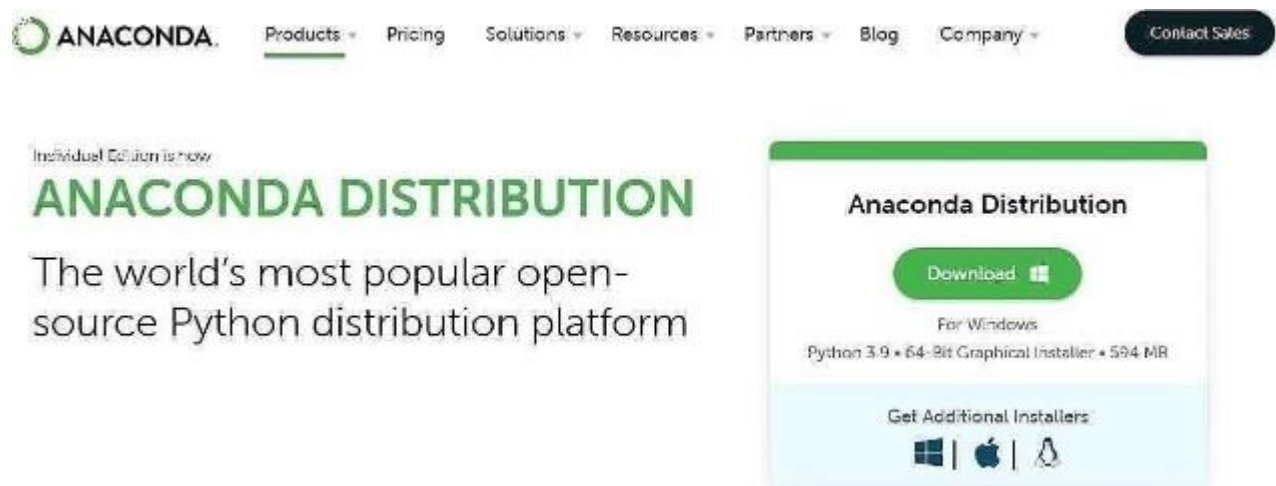 ANACONDA.
Products Pricing Solutions Resources Partners Blog Company Contact Sales
Individual Edition is now
ANACONDA DISTRIBUTION
The world's most popular open-
source Python distribution platform
Anaconda Distribution
Download
For Windows
Python 3.9 • 64-Bit Graphical Installer • 594 MB
Get Additional Installers